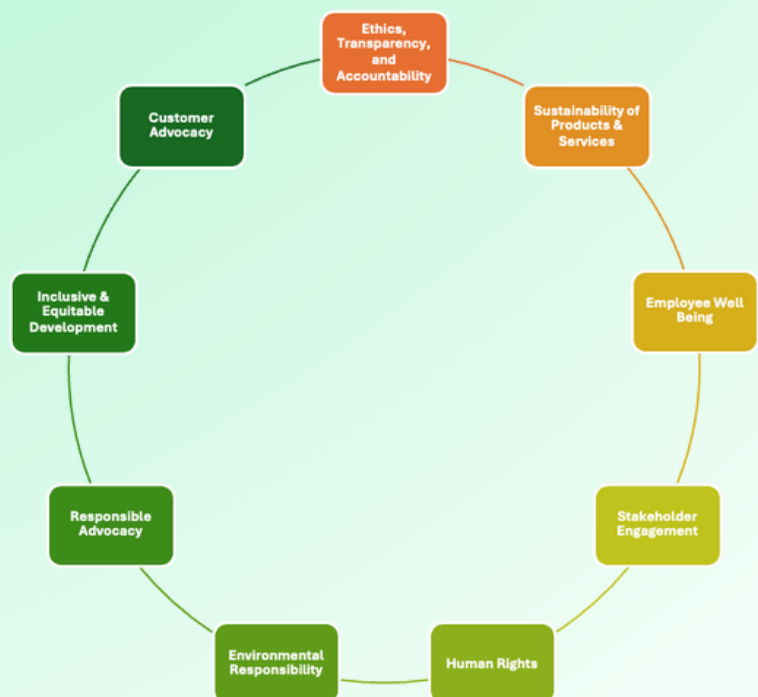 Ethics,
Transparency,
and
Accountability
Sustainability of
Products &
Services
Employee Well
Being
Stakeholder
Engagement
Human Rights
Environmental
Responsibility
Responsible
Advocacy
Inclusive &
Equitable
Development
Customer
Advocacy